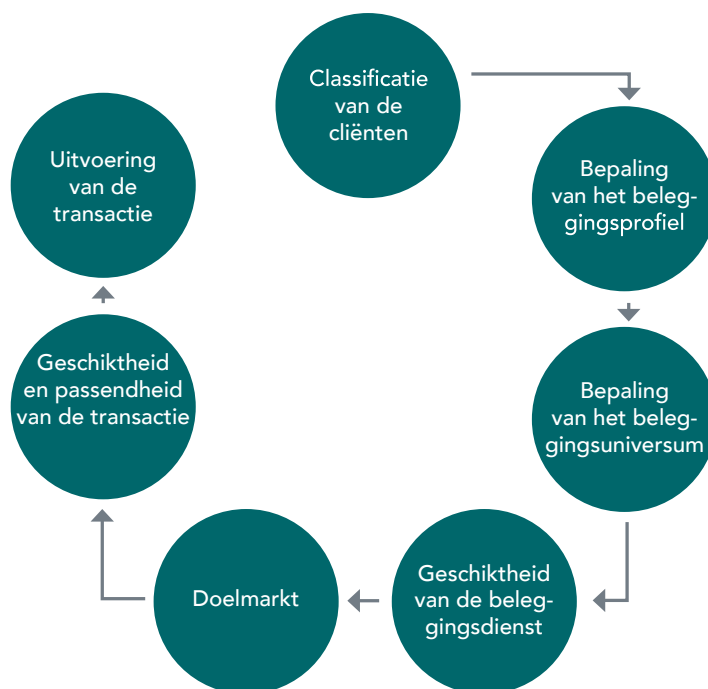 Classificatie
van de
cliënten
Bepaling
van het beleg-
gingsprofiel
Bepaling
van het beleg-
gingsuniversum
Geschiktheid
van de beleg-
gingsdienst
Doelmarkt
Geschiktheid
en passendheid
van de transactie
Uitvoering
van de
transactie